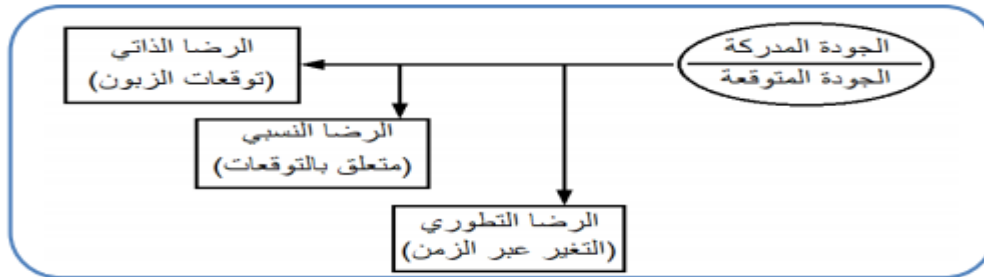 الجودة المدركة
الجودة المتوقعة
الرضا الذاتي
(توقعات الزبون)
الرضا النسبي
(متعلق بالتوقعات)
الرضا التطوري
(التغير عبر الزمن)